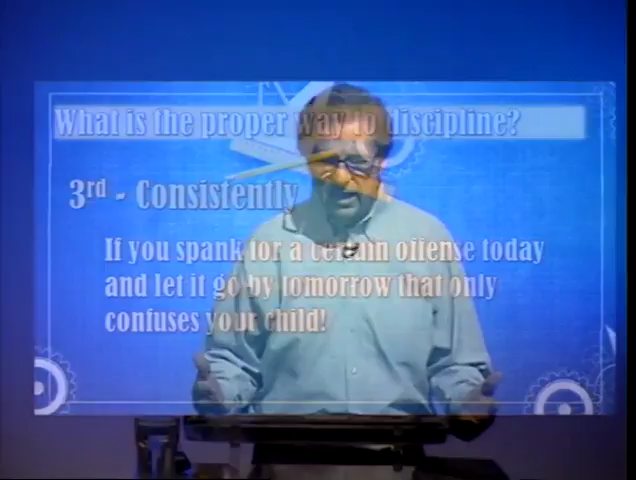 What is the proper way to discipline?
3rd - Consistently
If you spank for a certain offense today
and let it go by tomorrow that only
confuses your child!